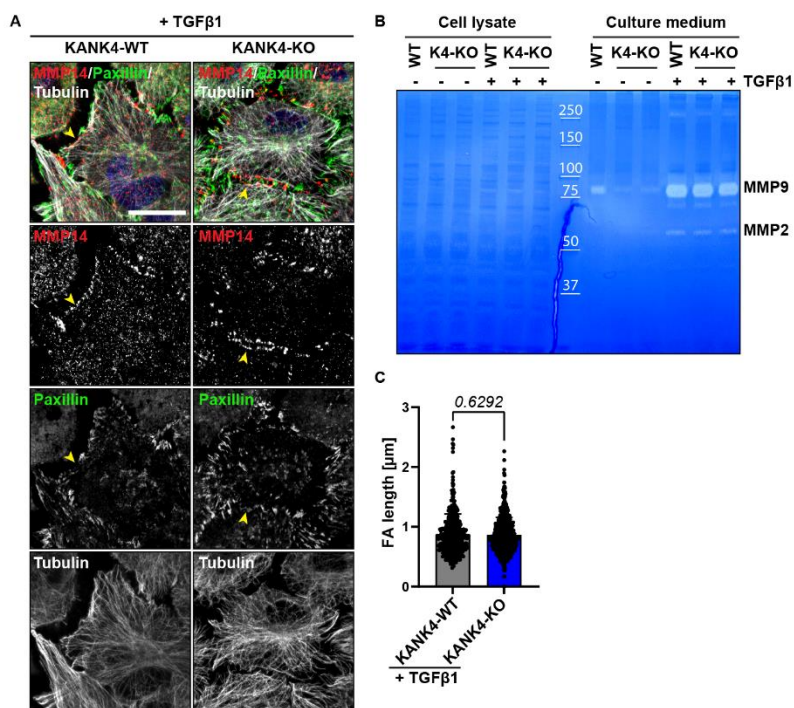 A
+ TGFβ1
KANK4-WT KANK4-KO
MMP14/Paxillin/
Tubulin
MMP14/Paxillin/
Tubulin
MMP14
MMP14
Paxillin
Paxillin
Tubulin
Tubulin
B
Cell lysate Culture medium
WT K4-KO WT K4-KO WT K4-KO WT K4-KO
- - - + + + - - - + + + TGFβ1
250
150
100
75
50
37
MMP9
MMP2
C
0.6292
FA length [µm]
3
2
1
0
KANK4-WT
KANK4-KO
+ TGFβ1